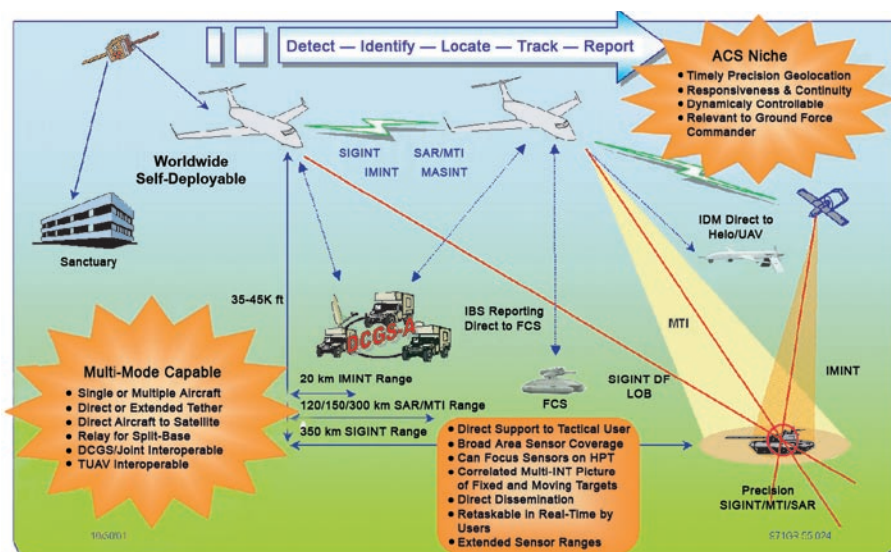 Detect — Identify — Locate — Track — Report
ACS Niche
• Timely Precision Geolocation
• Responsiveness & Continuity
• Dynamicaly Controllable
• Relevant to Ground Force
Commander
Worldwide
Self-Deployable
SIGINT SAR/MTI
IMINT MASINT
Sanctuary
IDM Direct to
Helo/UAV
35-45K ft
DCGS-A
IBS Reporting
Direct to FCS
MTI
IMINT
SIGINT DF
LOB
FCS
Multi-Mode Capable
• Single or Multiple Aircraft
• Direct or Extended Tether
• Direct Aircraft to Satellite
• Relay for Split-Base
• DCGS/Joint Interoperable
• TUAV Interoperable
20 km IMINT Range
120/150/300 km SAR/MTI Range
350 km SIGINT Range
• Direct Support to Tactical User
• Broad Area Sensor Coverage
• Can Focus Sensors on HPT
• Correlated Multi-INT Picture
of Fixed and Moving Targets
• Direct Dissemination
• Retaskable in Real-Time by
Users
• Extended Sensor Ranges
Precision
SIGINT/MTI/SAR